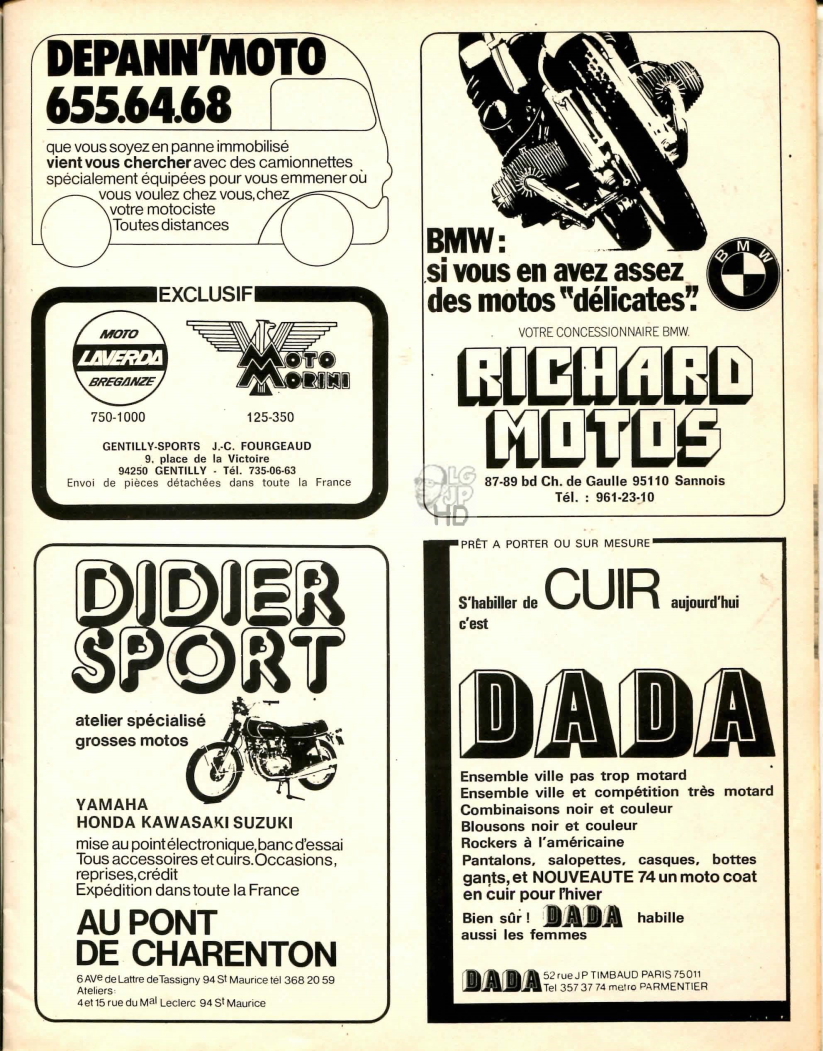 DEPANN'MOTO
655.64.68
que vous soyez en panne immobilisé
vient vous chercher avec des camionnettes
spécialement équipées pour vous emmener où
vous voulez chez vous, chez
votre motociste
Toutes distances
EXCLUSIF
MOTO
LAVERDA
BREGANZE
MOTO
MORINI
750-1000
125-350
GENTILLY-SPORTS J.-C. FOURGEAUD
9, place de la Victoire
94250 GENTILLY - Tél. 735-06-63
Envoi de pièces détachées dans toute la France
DIDIER
SPORT
atelier spécialisé
grosses motos
YAMAHA
HONDA KAWASAKI SUZUKI
mise au point électronique, banc d'essai
Tous accessoires et cuirs. Occasions,
reprises, crédit
Expédition dans toute la France
AU PONT
DE CHARENTON
6 AVe de Lattre de Tassigny 94 St Maurice tél 368 20 59
Ateliers:
4 et 15 rue du Mal Leclerc 94 St Maurice
BMW :
si vous en avez assez
des motos "délicates".
BMW
VOTRE CONCESSIONNAIRE BMW.
RICHARD
MOTOS
87-89 bd Ch. de Gaulle 95110 Sannois
Tél. : 961-23-10
LG
JP
HD
PRÊT A PORTER OU SUR MESURE
S'habiller de CUIR aujourd'hui
c'est
DADA
Ensemble ville pas trop motard
Ensemble ville et compétition très motard
Combinaisons noir et couleur
Blousons noir et couleur
Rockers à l'américaine
Pantalons, salopettes, casques, bottes
gants, et NOUVEAUTE 74 un moto coat
en cuir pour l'hiver
Bien sûr ! DADA habille
aussi les femmes
DADA 52 rue J P TIMBAUD PARIS 75011
Tel 357 37 74 metro PARMENTIER